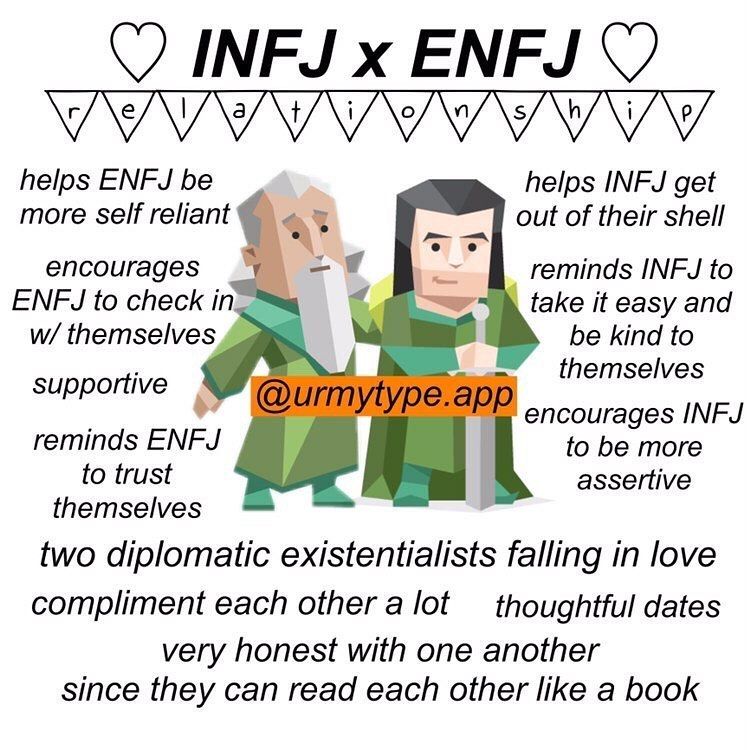 ♡ INFJ x ENFJ ♡
relationship
helps ENFJ be
more self reliant
encourages
ENFJ to check in
w/ themselves
supportive
reminds ENFJ
to trust
themselves
helps INFJ get
out of their shell
reminds INFJ to
take it easy and
be kind to
themselves
encourages INFJ
to be more
assertive
@urmytype.app
two diplomatic existentialists falling in love
compliment each other a lot
thoughtful dates
very honest with one another
since they can read each other like a book